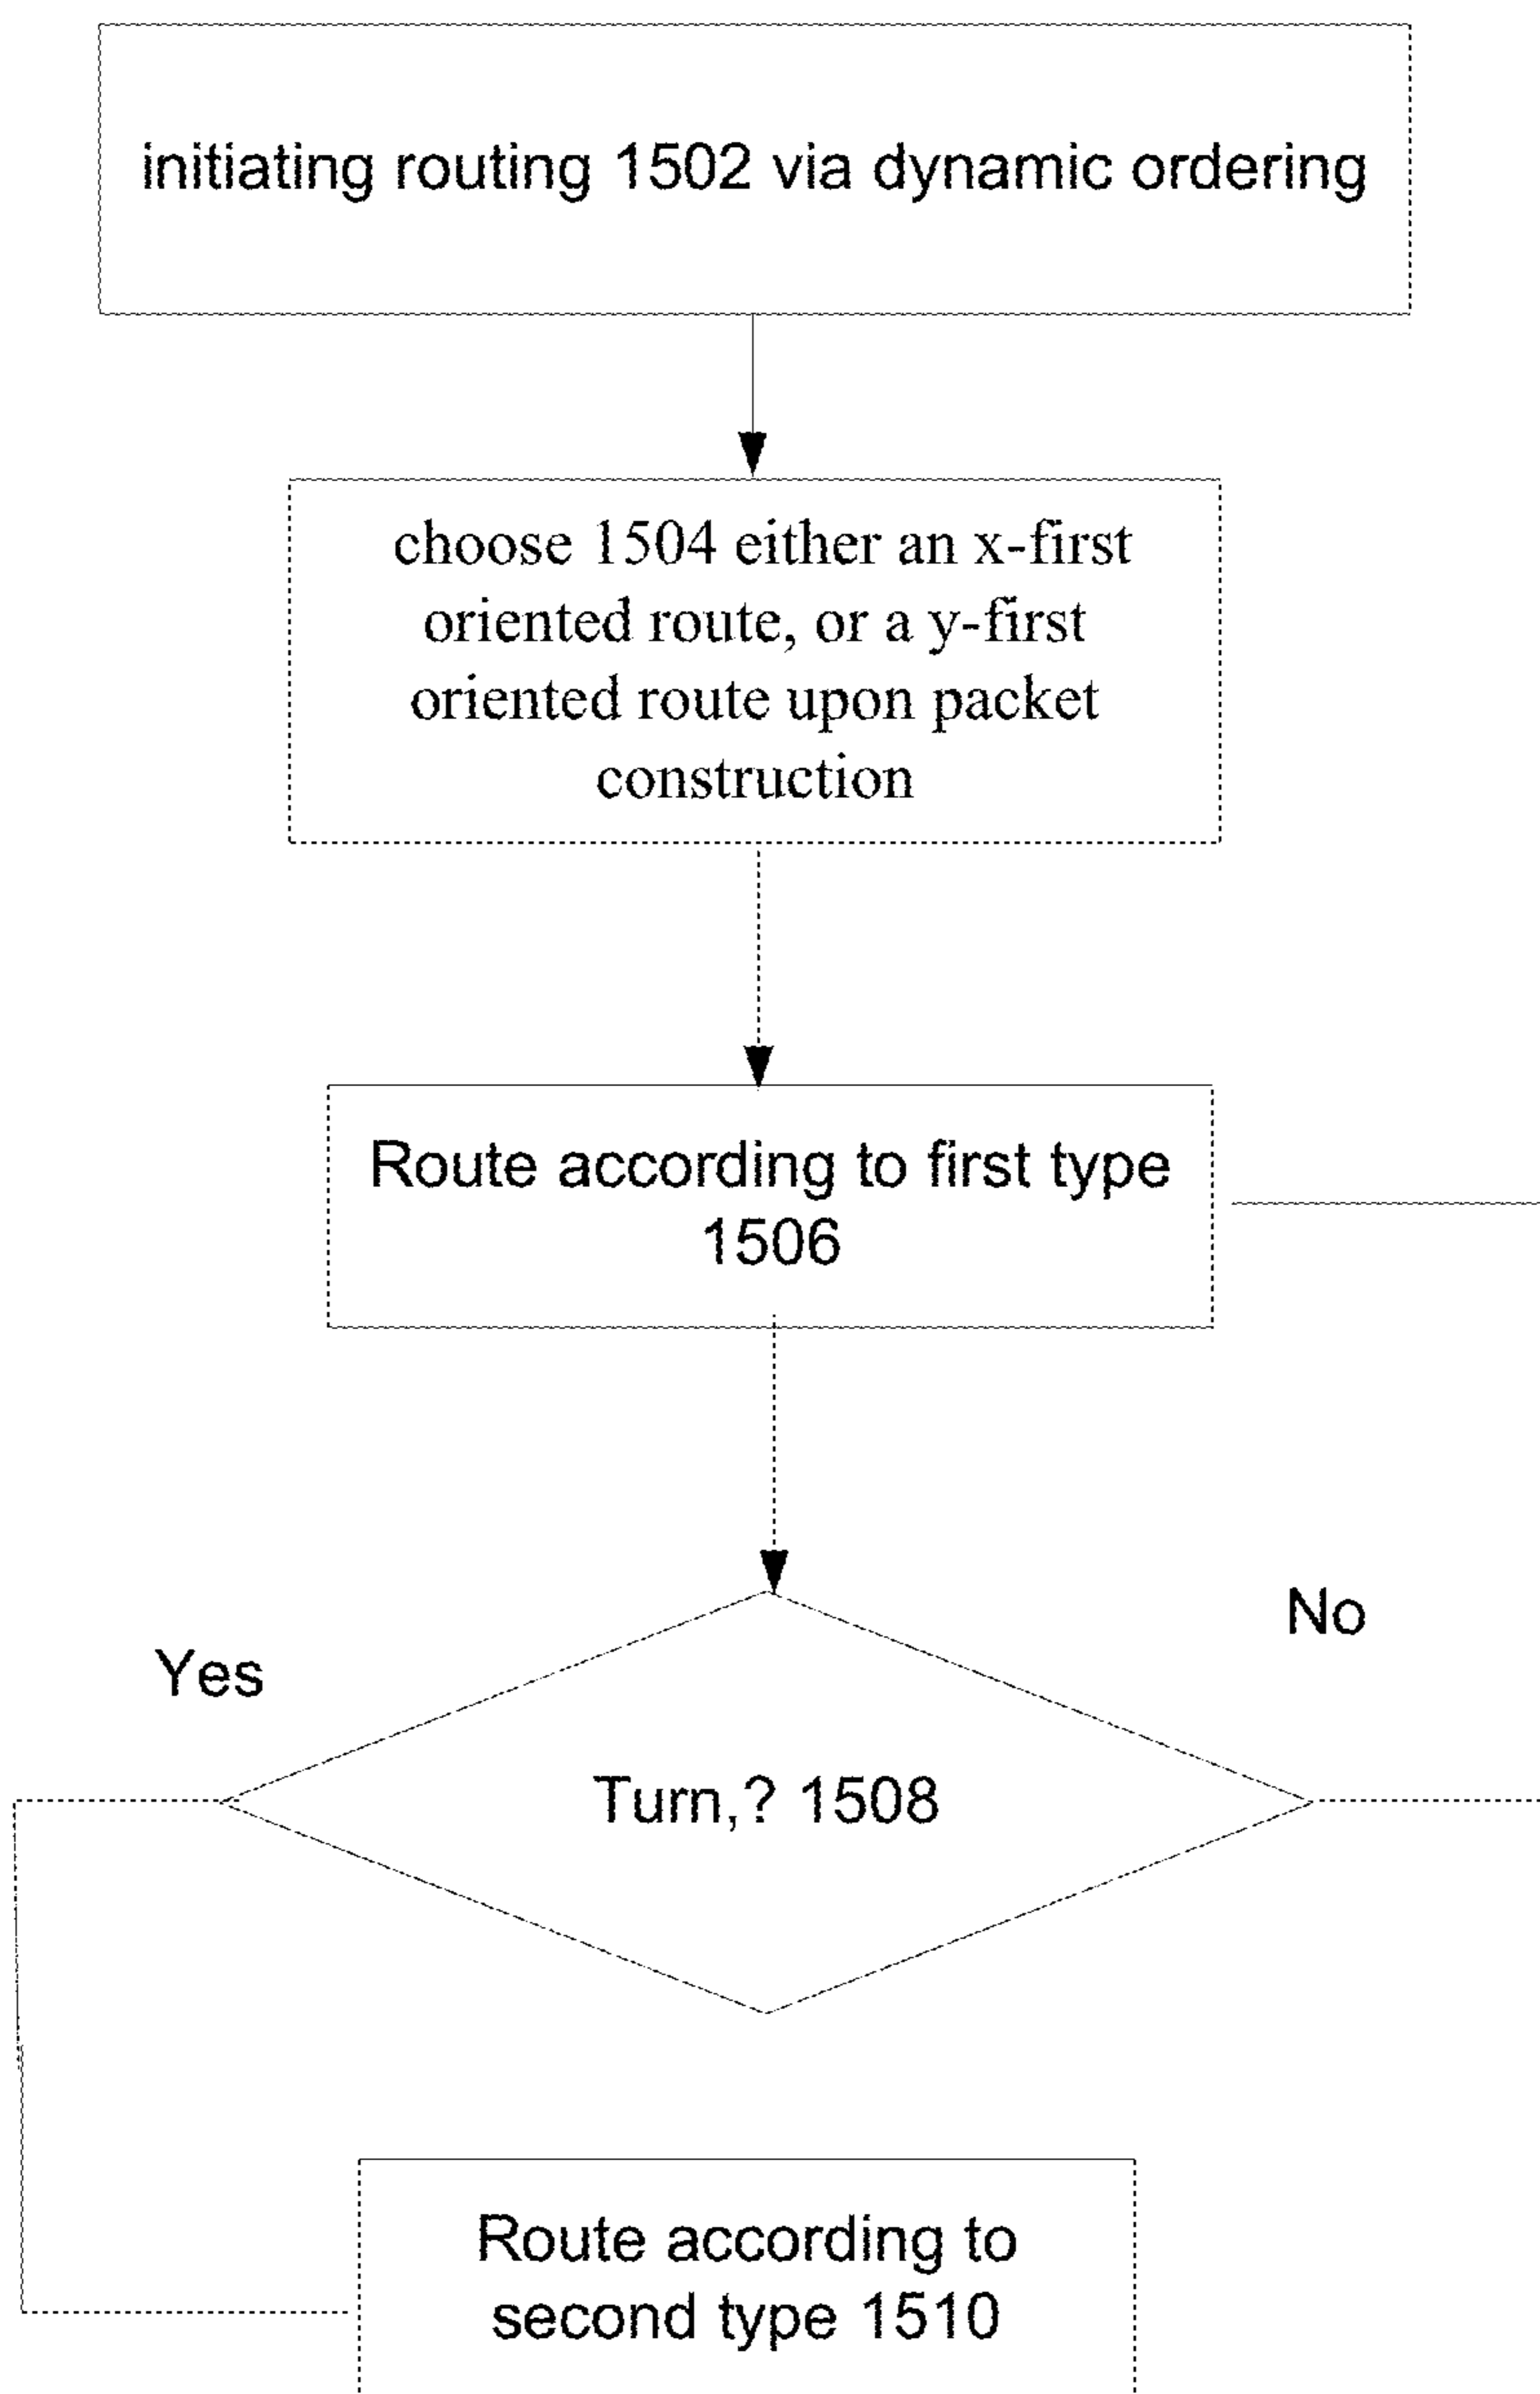 initiating routing 1502 via dynamic ordering
choose 1504 either an x-first
oriented route, or a y-first
oriented route upon packet
construction
Route according to first type
1506
No
Yes
Turn,? 1508
Route according to
second type 1510